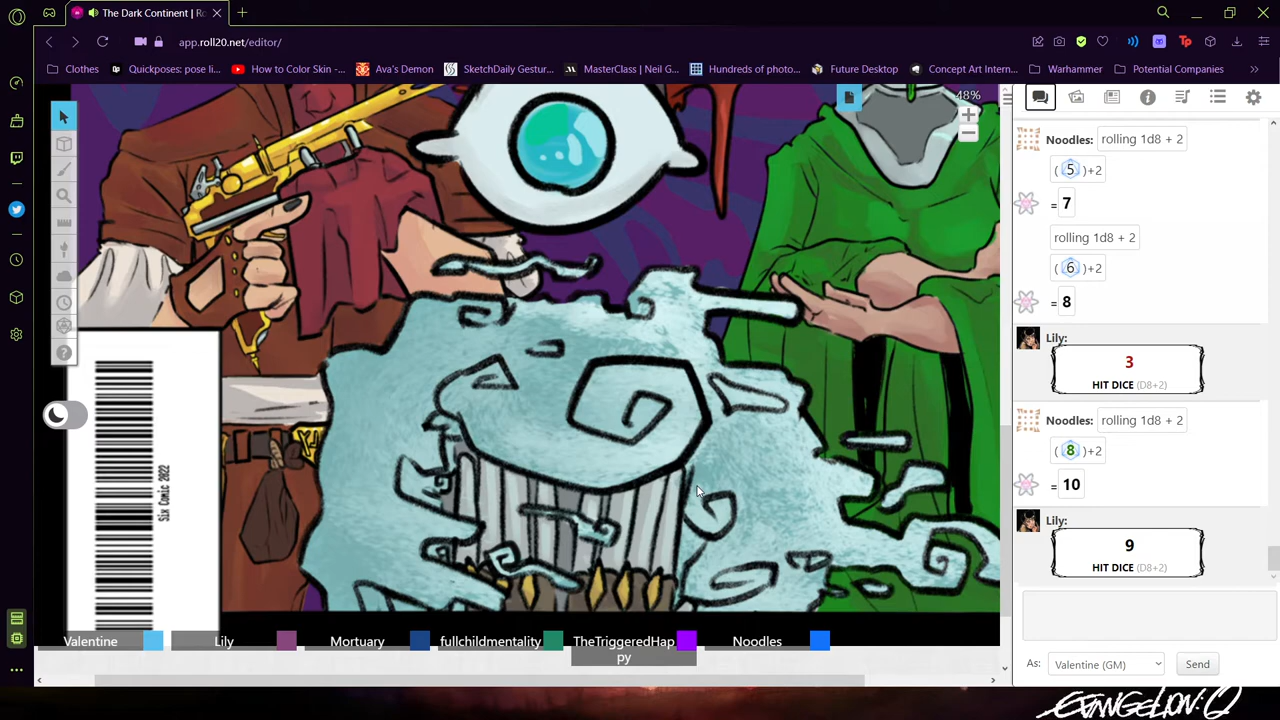 The Dark Continent | Ro
app.roll20.net/editor/
Clothes
Quickposes: pose li...
How to Color Skin -...
Ava's Demon
SketchDaily Gestur...
MasterClass | Neil G...
Hundreds of photo...
Future Desktop
Concept Art Intern...
Warhammer
Potential Companies
48%
Six Comic 2022
Noodles: rolling 1d8 + 2
(5)+2
= 7
rolling 1d8 + 2
(6)+2
= 8
Lily:
3
HIT DICE (D8+2)
Noodles: rolling 1d8 + 2
(8)+2
= 10
Lily:
9
HIT DICE (D8+2)
As: Valentine (GM) Send
Valentine
Lily
Mortuary
fullchildmentality
TheTriggeredHap
py
Noodles
EVANGELION:Q